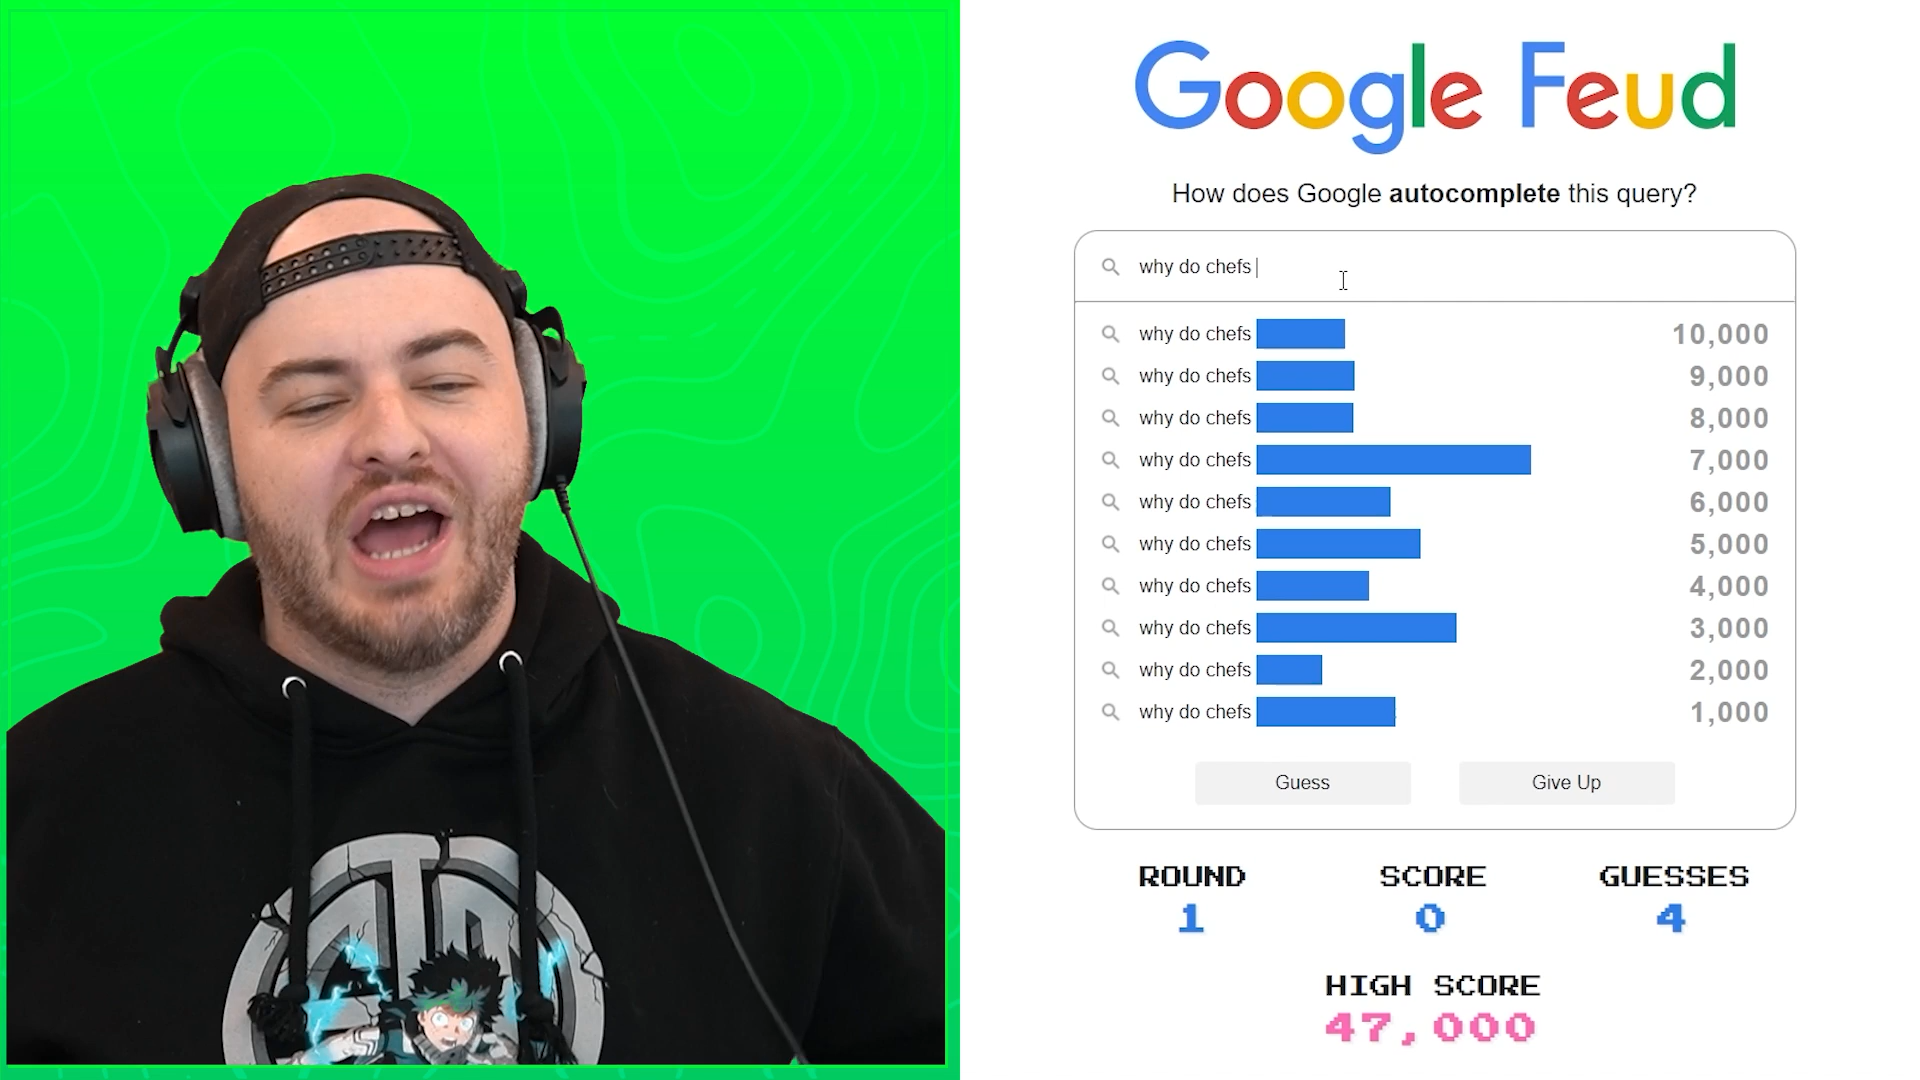 Google Feud
How does Google autocomplete this query?
why do chefs
why do chefs 10,000
why do chefs 9,000
why do chefs 8,000
why do chefs 7,000
why do chefs 6,000
why do chefs 5,000
why do chefs 4,000
why do chefs 3,000
why do chefs 2,000
why do chefs 1,000
Guess Give Up
ROUND SCORE GUESSES
1 0 4
HIGH SCORE
47,000